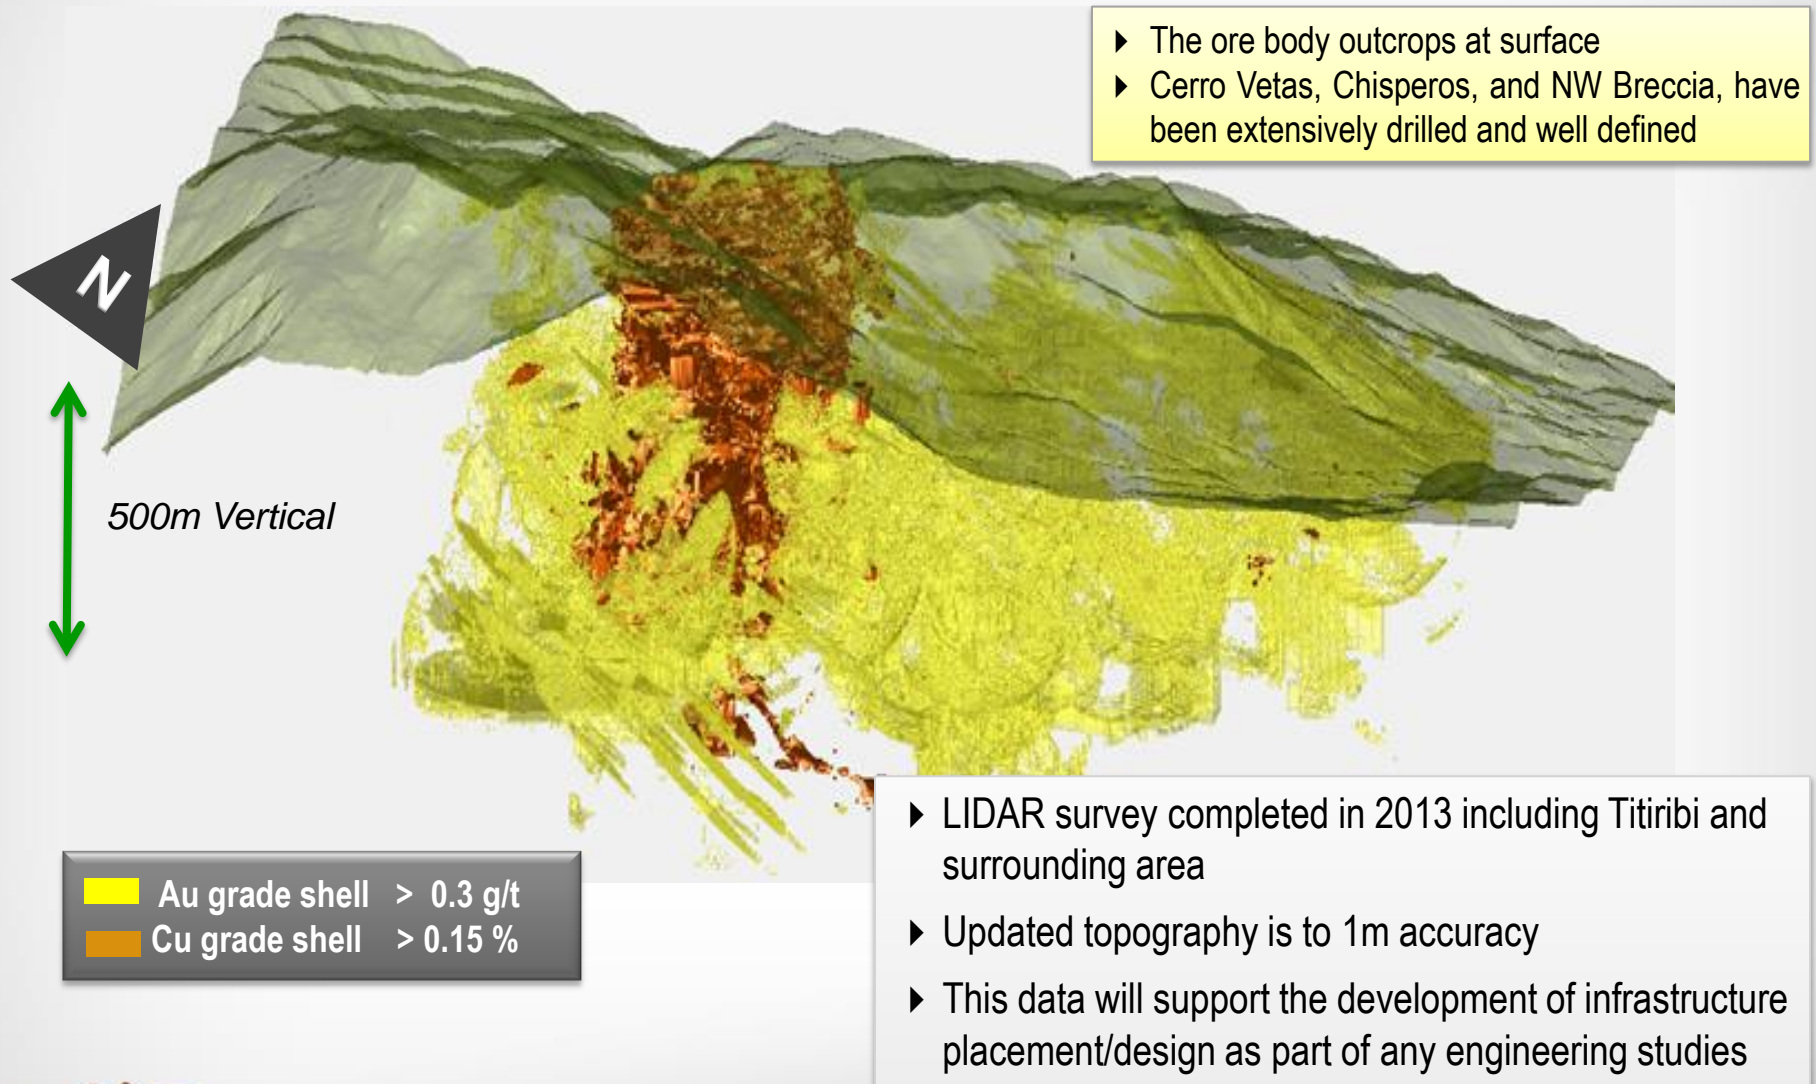 ▶ The ore body outcrops at surface
▶ Cerro Vetas, Chisperos, and NW Breccia, have
been extensively drilled and well defined
N
500m Vertical
Au grade shell > 0.3 g/t
Cu grade shell > 0.15 %
▶ LIDAR survey completed in 2013 including Titiribi and
surrounding area
▶ Updated topography is to 1m accuracy
▶ This data will support the development of infrastructure
placement/design as part of any engineering studies